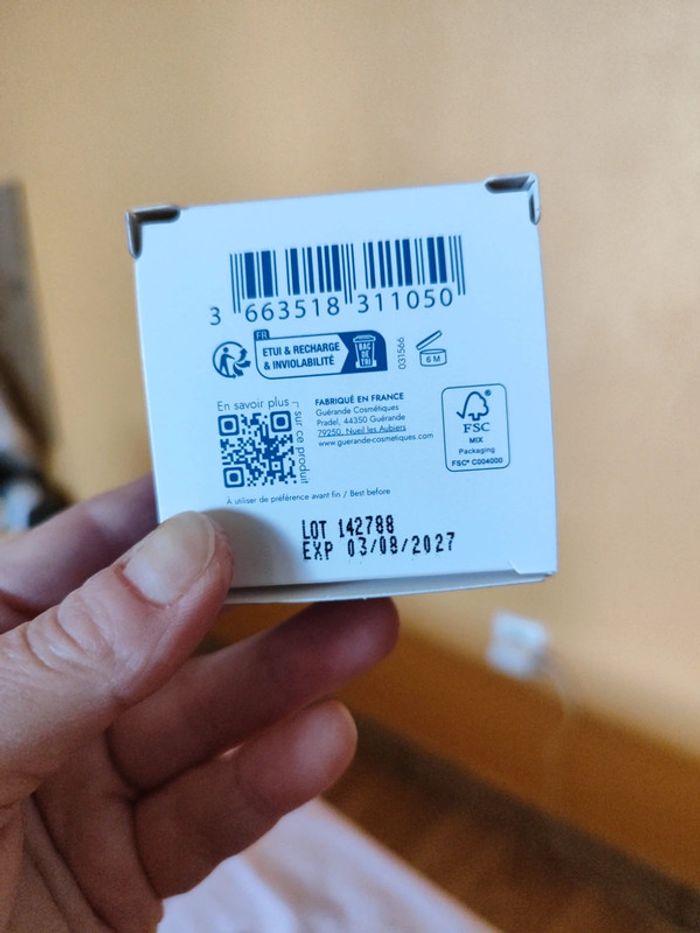 3 663518 311050
FR
ETUI & RECHARGE
& INVIOLABILITÉ
BAC
DE
TRI
031566
6 M
En savoir plus
sur ce produit
FABRIQUÉ EN FRANCE
Guérande Cosmétiques
Pradel, 44350 Guérande
79250, Nueil les Aubiers
www.guerande-cosmetiques.com
FSC
MIX
Packaging
FSC® C004000
À utiliser de préférence avant fin / Best before
LOT 142788
EXP 03/08/2027